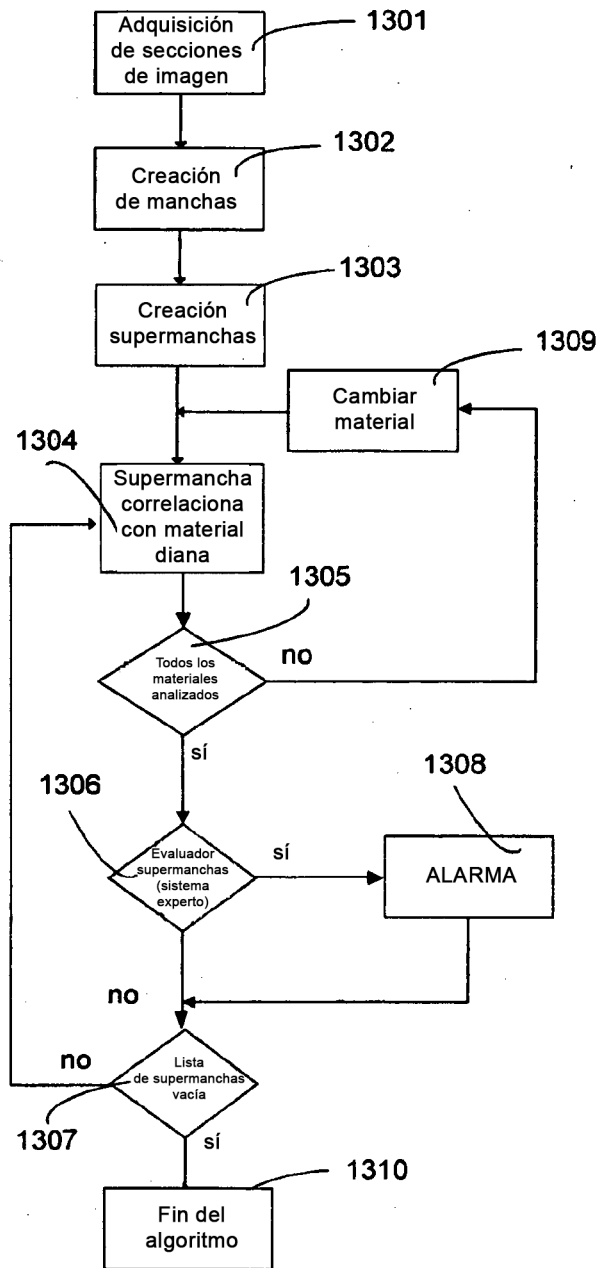 Adquisición
de secciones
de imagen
1301
Creación
de manchas
1302
Creación
supermanchas
1303
Cambiar
material
1309
1304
Supermancha
correlaciona
con material
diana
1305
Todos los
materiales
analizados
no
sí
1306
Evaluador
supermanchas
(sistema
experto)
sí
1308
ALARMA
no
no
Lista
de supermanchas
vacía
1307
sí
1310
Fin del
algoritmo